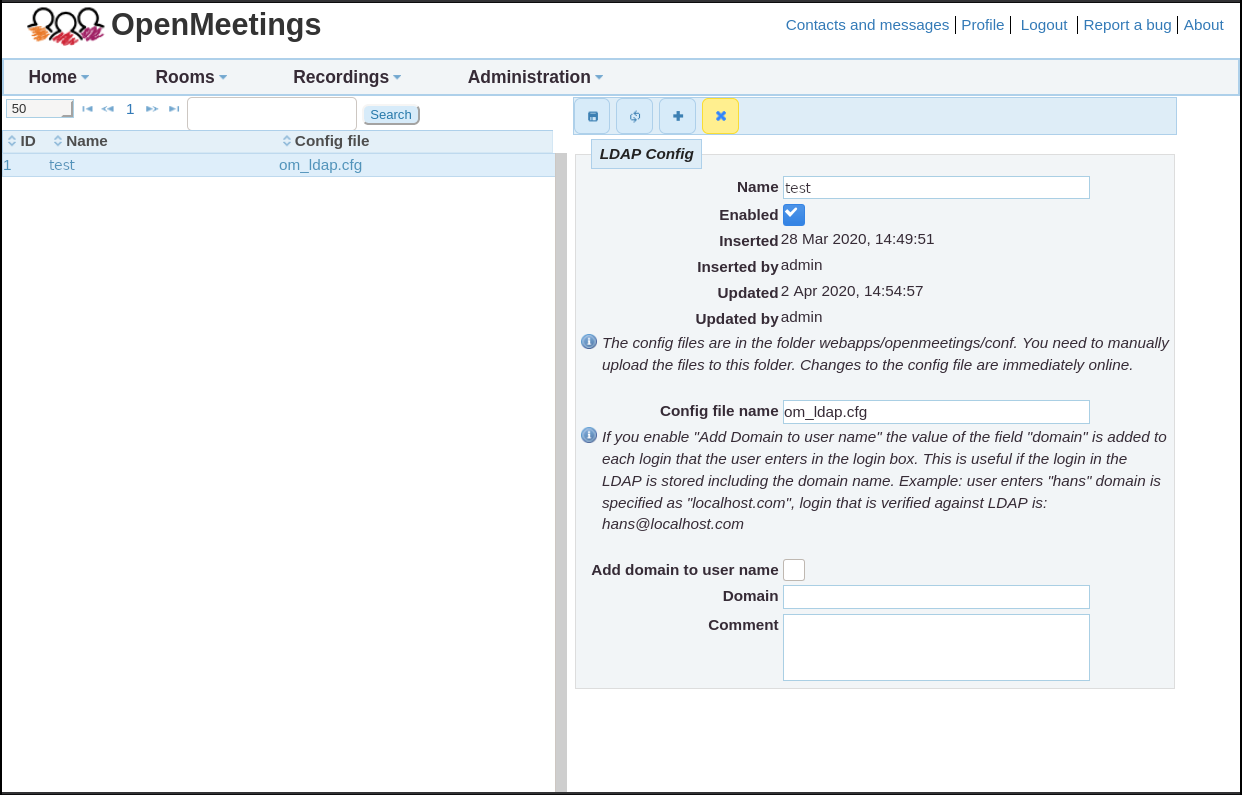 OpenMeetings
Contacts and messages Profile Logout Report a bug About
Home Rooms Recordings Administration
50 1 Search
ID Name Config file
1 test om_ldap.cfg
LDAP Config
Name test
Enabled
Inserted 28 Mar 2020, 14:49:51
Inserted by admin
Updated 2 Apr 2020, 14:54:57
Updated by admin
The config files are in the folder webapps/openmeetings/conf. You need to manually
upload the files to this folder. Changes to the config file are immediately online.
Config file name om_ldap.cfg
If you enable "Add Domain to user name" the value of the field "domain" is added to
each login that the user enters in the login box. This is useful if the login in the
LDAP is stored including the domain name. Example: user enters "hans" domain is
specified as "localhost.com", login that is verified against LDAP is:
hans@localhost.com
Add domain to user name
Domain
Comment